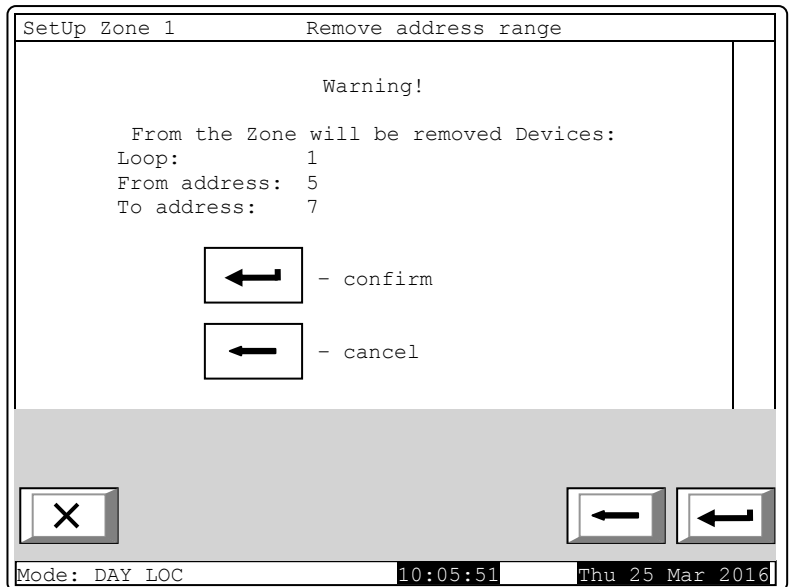 SetUp Zone 1 Remove address range
Warning!
From the Zone will be removed Devices:
Loop: 1
From address: 5
To address: 7
- confirm
- cancel
Mode: DAY LOC 10:05:51 Thu 25 Mar 2016